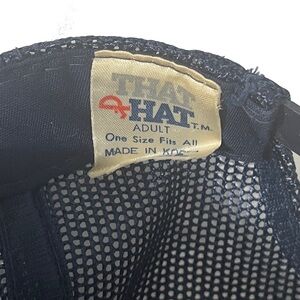 THAT
HAT T.M.
ADULT
One Size Fits All
MADE IN